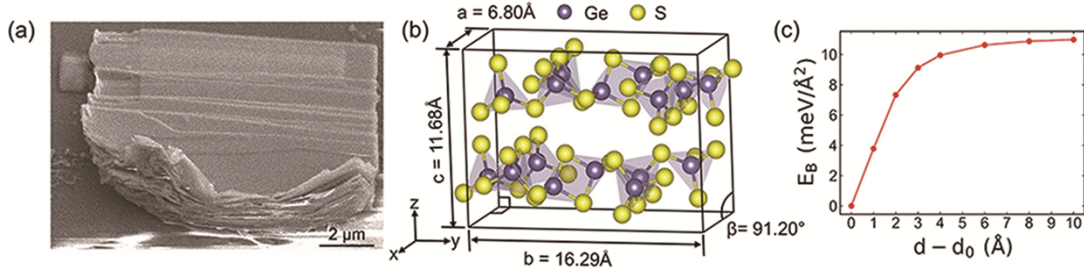 (a)
2 μm
(b)
a = 6.80Å
Ge
S
c = 11.68Å
z
y
x
b = 16.29Å
β= 91.20°
(c)
E_B (meV/Å²)
10
8
6
4
2
0
0 1 2 3 4 5 6 7 8 9 10
d – d₀ (Å)